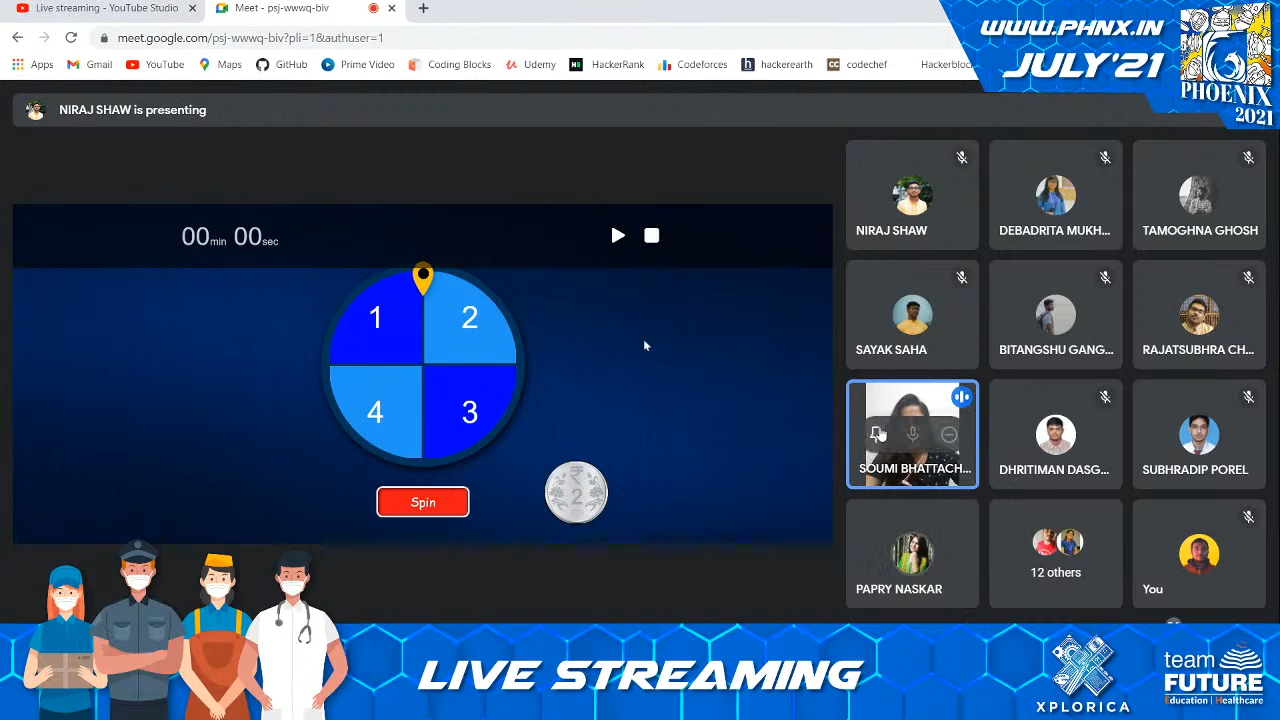 Live streaming - YouTube Studio
Meet - psj-wwwq-biv
meet.google.com/psj-wwwq-biv?pli=1&authuser=1
Apps Gmail YouTube Maps GitHub Prime Video Coding Blocks Udemy HackerRank Codeforces hackerearth codechef Hackerbloc
WWW.PHNX.IN
JULY'21
PHOENIX
2021
NIRAJ SHAW is presenting
00min 00sec
1 2
4 3
Spin
₹
2
NIRAJ SHAW
DEBADRITA MUKH...
TAMOGHNA GHOSH
SAYAK SAHA
BITANGSHU GANG...
RAJATSUBHRA CH...
SOUMI BHATTACH...
DHRITIMAN DASG...
SUBHRADIP POREL
PAPRY NASKAR
12 others
You
LIVE STREAMING
XPLORICA
team
FUTURE
Education | Healthcare